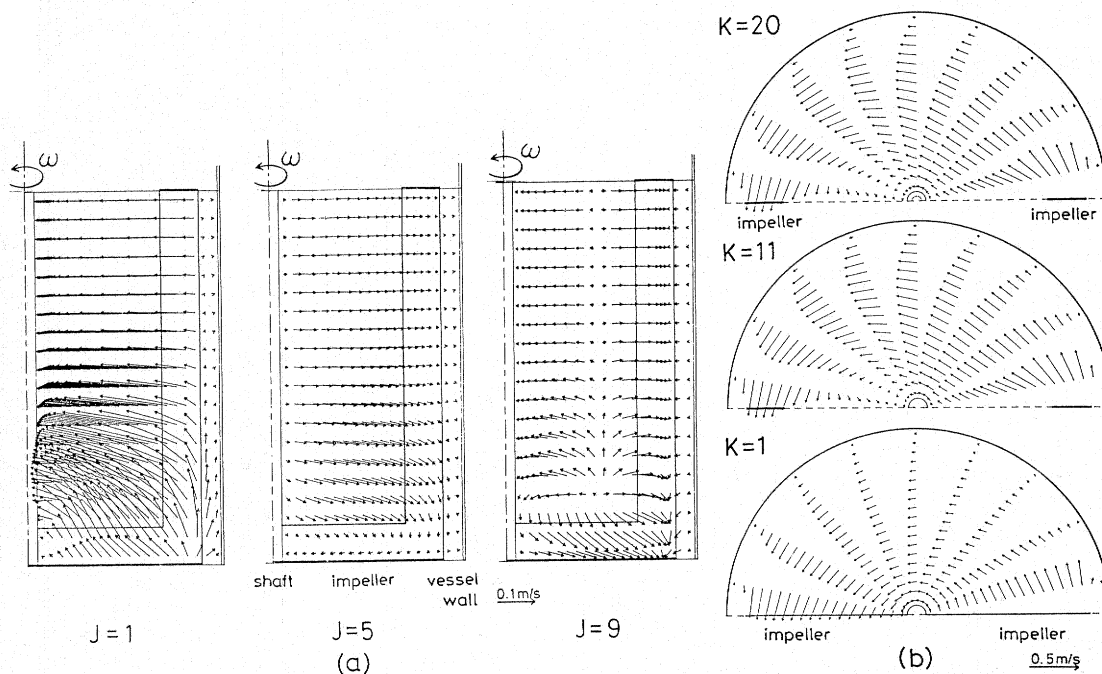 K=20
impeller
impeller
K=11
K=1
impeller
impeller
0.5m/s
(b)
ω
ω
ω
shaft
impeller
vessel
wall
0.1m/s
J=1
J=5
J=9
(a)